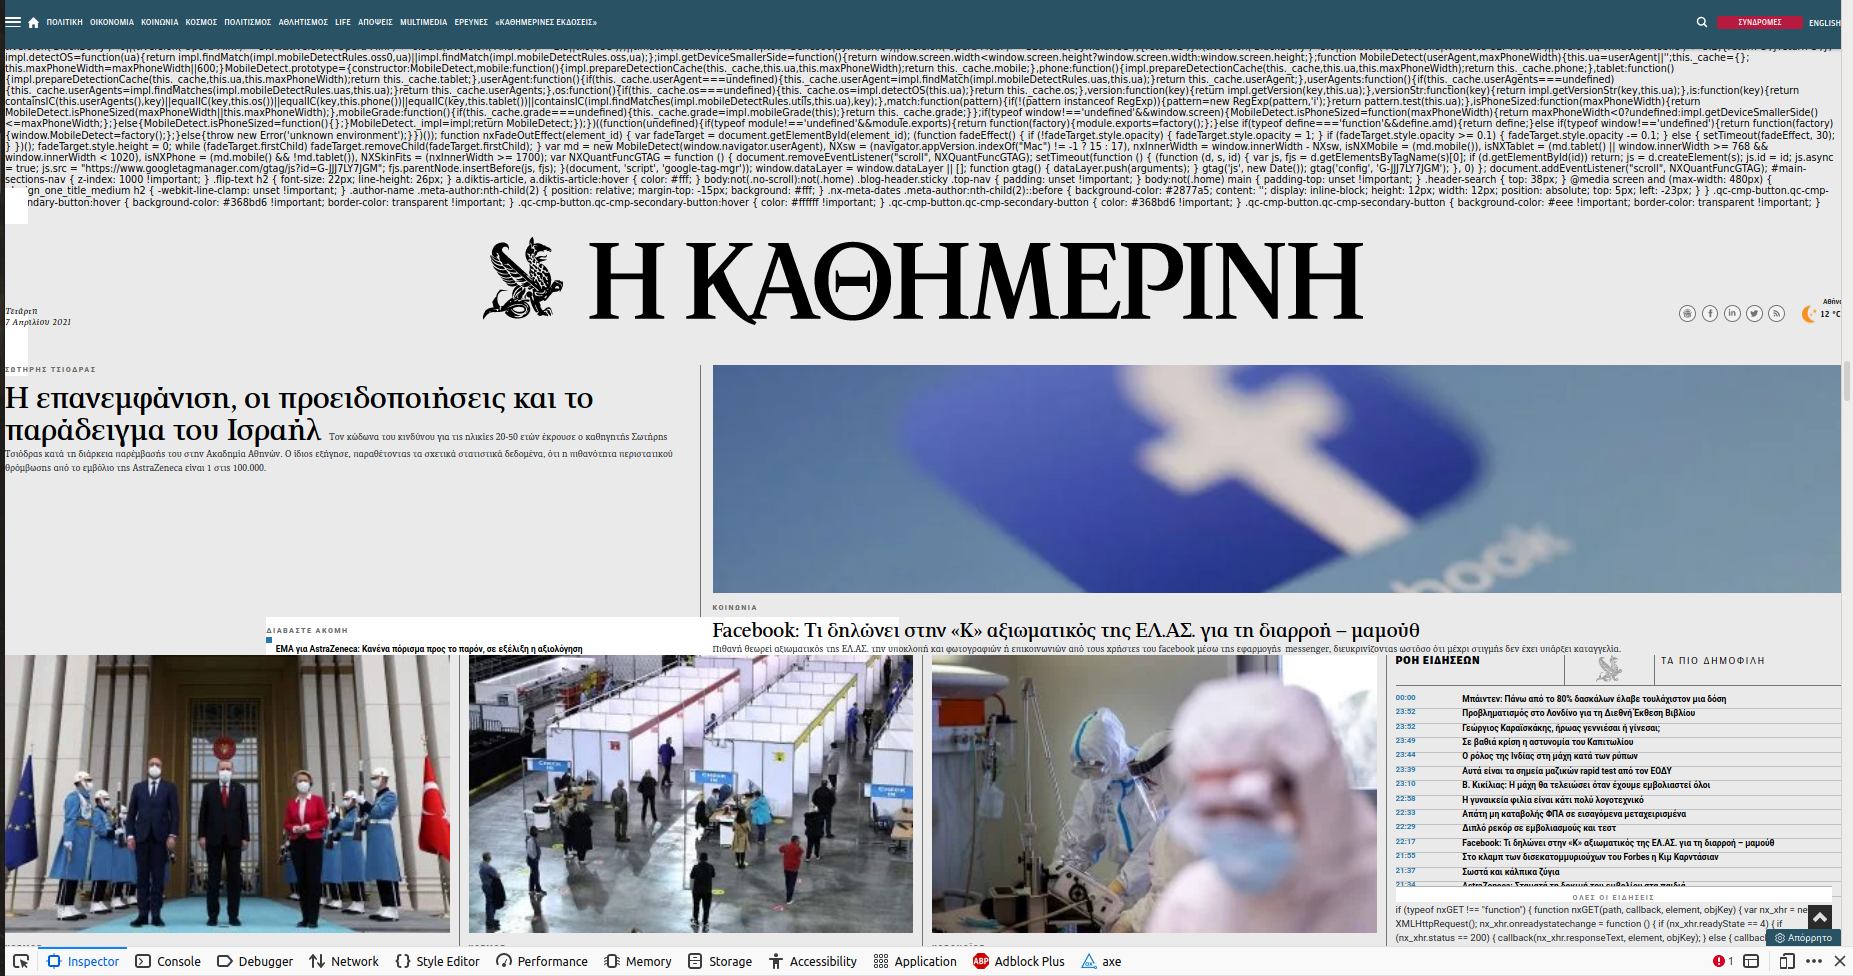 ΠΟΛΙΤΙΚΗ ΟΙΚΟΝΟΜΙΑ ΚΟΙΝΩΝΙΑ ΚΟΣΜΟΣ ΠΟΛΙΤΙΣΜΟΣ ΑΘΛΗΤΙΣΜΟΣ LIFE ΑΠΟΨΕΙΣ MULTIMEDIA ΕΡΕΥΝΕΣ «ΚΑΘΗΜΕΡΙΝΕΣ ΕΚΔΟΣΕΙΣ»
ΣΥΝΔΡΟΜΕΣ ENGLISH
impl.detectOS=function(ua){return impl.findMatch(impl.mobileDetectRules.oss0,ua)||impl.findMatch(impl.mobileDetectRules.oss,ua);};impl.getDeviceSmallerSide=function(){return window.screen.width<window.screen.height?window.screen.width:window.screen.height;};function MobileDetect(userAgent,maxPhoneWidth){this.ua=userAgent||'';this._cache={};
this.maxPhoneWidth=maxPhoneWidth||600;}MobileDetect.prototype={constructor:MobileDetect,mobile:function(){impl.prepareDetectionCache(this._cache,this.ua,this.maxPhoneWidth);return this._cache.mobile;},phone:function(){impl.prepareDetectionCache(this._cache,this.ua,this.maxPhoneWidth);return this._cache.phone;},tablet:function()
{impl.prepareDetectionCache(this._cache,this.ua,this.maxPhoneWidth);return this._cache.tablet;},userAgent:function(){if(this._cache.userAgent===undefined){this._cache.userAgent=impl.findMatch(impl.mobileDetectRules.uas,this.ua);}return this._cache.userAgent;},userAgents:function(){if(this._cache.userAgents===undefined)
{this._cache.userAgents=impl.findMatches(impl.mobileDetectRules.uas,this.ua);}return this._cache.userAgents;},os:function(){if(this._cache.os===undefined){this._cache.os=impl.detectOS(this.ua);}return this._cache.os;},version:function(key){return impl.getVersion(key,this.ua);},versionStr:function(key){return impl.getVersionStr(key,this.ua);},is:function(key){return
containsIC(this.userAgents(),key)||equalIC(key,this.os())||equalIC(key,this.phone())||equalIC(key,this.tablet())||containsIC(impl.findMatches(impl.mobileDetectRules.utils,this.ua),key);},match:function(pattern){if(!(pattern instanceof RegExp)){pattern=new RegExp(pattern,'i');}return pattern.test(this.ua);},isPhoneSized:function(maxPhoneWidth){return
MobileDetect.isPhoneSized(maxPhoneWidth||this.maxPhoneWidth);},mobileGrade:function(){if(this._cache.grade===undefined){this._cache.grade=impl.mobileGrade(this);}return this._cache.grade;}};if(typeof window!=='undefined'&&window.screen){MobileDetect.isPhoneSized=function(maxPhoneWidth){return maxPhoneWidth<0?undefined:impl.getDeviceSmallerSide()
<=maxPhoneWidth;};}else{MobileDetect.isPhoneSized=function(){};}MobileDetect._impl=impl;return MobileDetect;});})((function(undefined){if(typeof module!=='undefined'&&module.exports){return function(factory){module.exports=factory();};}else if(typeof define==='function'&&define.amd){return define;}else if(typeof window!=='undefined'){return function(factory)
{window.MobileDetect=factory();};}else{throw new Error('unknown environment');}})()); function nxFadeOutEffect(element_id) { var fadeTarget = document.getElementById(element_id); (function fadeEffect() { if (!fadeTarget.style.opacity) { fadeTarget.style.opacity = 1; } if (fadeTarget.style.opacity >= 0.1) { fadeTarget.style.opacity -= 0.1; } else { setTimeout(fadeEffect, 30);
} })(); fadeTarget.style.height = 0; while (fadeTarget.firstChild) fadeTarget.removeChild(fadeTarget.firstChild); } var md = new MobileDetect(window.navigator.userAgent), NXsw = (navigator.appVersion.indexOf("Mac") != -1 ? 15 : 17), nxInnerWidth = window.innerWidth - NXsw, isNXMobile = (md.mobile()), isNXTablet = (md.tablet() || window.innerWidth >= 768 &&
window.innerWidth < 1020), isNXPhone = (md.mobile() && !md.tablet()), NXSkinFits = (nxInnerWidth >= 1700); var NXQuantFuncGTAG = function () { document.removeEventListener("scroll", NXQuantFuncGTAG); setTimeout(function () { (function (d, s, id) { var js, fjs = d.getElementsByTagName(s)[0]; if (d.getElementById(id)) return; js = d.createElement(s); js.id = id; js.async
= true; js.src = "https://www.googletagmanager.com/gtag/js?id=G-JJJ7LY7JGM"; fjs.parentNode.insertBefore(js, fjs); }(document, 'script', 'google-tag-mgr')); window.dataLayer = window.dataLayer || []; function gtag() { dataLayer.push(arguments); } gtag('js', new Date()); gtag('config', 'G-JJJ7LY7JGM'); }, 0) }; document.addEventListener("scroll", NXQuantFuncGTAG); #main-
sections-nav { z-index: 1000 !important; } .flip-text h2 { font-size: 22px; line-height: 26px; } a.diktis-article, a.diktis-article:hover { color: #fff; } body:not(.no-scroll):not(.home) .blog-header.sticky .top-nav { padding: unset !important; } body:not(.home) main { padding-top: unset !important; } .header-search { top: 38px; } @media screen and (max-width: 480px) {
ign_one_title_medium h2 { -webkit-line-clamp: unset !important; } .author-name .meta-author:nth-child(2) { position: relative; margin-top: -15px; background: #fff; } .nx-meta-dates .meta-author:nth-child(2)::before { background-color: #2877a5; content: ''; display: inline-block; height: 12px; width: 12px; position: absolute; top: 5px; left: -23px; } } .qc-cmp-button.qc-cmp-
ndary-button:hover { background-color: #368bd6 !important; border-color: transparent !important; } .qc-cmp-button.qc-cmp-secondary-button:hover { color: #ffffff !important; } .qc-cmp-button.qc-cmp-secondary-button { color: #368bd6 !important; } .qc-cmp-button.qc-cmp-secondary-button { background-color: #eee !important; border-color: transparent !important; }
Η ΚΑΘΗΜΕΡΙΝΗ
Τετάρτη
7 Απριλίου 2021
Αθήνα
12 °C
ΣΩΤΗΡΗΣ ΤΣΙΟΔΡΑΣ
Η επανεμφάνιση, οι προειδοποιήσεις και το
παράδειγμα του Ισραήλ Τον κώδωνα του κινδύνου για τις ηλικίες 20-50 ετών έκρουσε ο καθηγητής Σωτήρης
Τσιόδρας κατά τη διάρκεια παρέμβασής του στην Ακαδημία Αθηνών. Ο ίδιος εξήγησε, παραθέτοντας τα σχετικά στατιστικά δεδομένα, ότι η πιθανότητα περιστατικού
θρόμβωσης από το εμβόλιο της AstraZeneca είναι 1 στις 100.000.
book
ΚΟΙΝΩΝΙΑ
Facebook: Τι δηλώνει στην «Κ» αξιωματικός της ΕΛ.ΑΣ. για τη διαρροή – μαμούθ
Πιθανή θεωρεί αξιωματικός της ΕΛ.ΑΣ. την υποκλοπή και φωτογραφιών ή επικοινωνιών από τους χρήστες του facebook μέσω της εφαρμογής messenger, διευκρινίζοντας ωστόσο ότι μέχρι στιγμής δεν έχει υπάρξει καταγγελία.
ΔΙΑΒΑΣΤΕ ΑΚΟΜΗ
ΕΜΑ για AstraZeneca: Κανένα πόρισμα προς το παρόν, σε εξέλιξη η αξιολόγηση
CHECK IN
CHECK IN
CHECK IN
ΡΟΗ ΕΙΔΗΣΕΩΝ
ΤΑ ΠΙΟ ΔΗΜΟΦΙΛΗ
00:00 Μπάιντεν: Πάνω από το 80% δασκάλων έλαβε τουλάχιστον μια δόση
23:52 Προβληματισμός στο Λονδίνο για τη Διεθνή Έκθεση Βιβλίου
23:52 Γεώργιος Καραϊσκάκης, ήρωας γεννιέσαι ή γίνεσαι;
23:49 Σε βαθιά κρίση η αστυνομία του Καπιτωλίου
23:44 Ο ρόλος της Ινδίας στη μάχη κατά των ρύπων
23:39 Αυτά είναι τα σημεία μαζικών rapid test από τον ΕΟΔΥ
23:10 Β. Κικίλιας: Η μάχη θα τελειώσει όταν έχουμε εμβολιαστεί όλοι
22:58 Η γυναικεία φιλία είναι κάτι πολύ λογοτεχνικό
22:33 Απάτη μη καταβολής ΦΠΑ σε εισαγόμενα μεταχειρισμένα
22:29 Διπλό ρεκόρ σε εμβολιασμούς και τεστ
22:17 Facebook: Τι δηλώνει στην «Κ» αξιωματικός της ΕΛ.ΑΣ. για τη διαρροή – μαμούθ
21:55 Στο κλαμπ των δισεκατομμυριούχων του Forbes η Κιμ Καρντάσιαν
21:37 Σωστά και κάλπικα ζύγια
21:34 AstraZeneca: Σταματά τη δοκιμή του εμβολίου στα παιδιά
ΟΛΕΣ ΟΙ ΕΙΔΗΣΕΙΣ
if (typeof nxGET !== "function") { function nxGET(path, callback, element, objKey) { var nx_xhr = ne
XMLHttpRequest(); nx_xhr.onreadystatechange = function () { if (nx_xhr.readyState == 4) { if
(nx_xhr.status == 200) { callback(nx_xhr.responseText, element, objKey); } else { callbac
Απόρρητο
Inspector Console Debugger Network Style Editor Performance Memory Storage Accessibility Application Adblock Plus axe 1